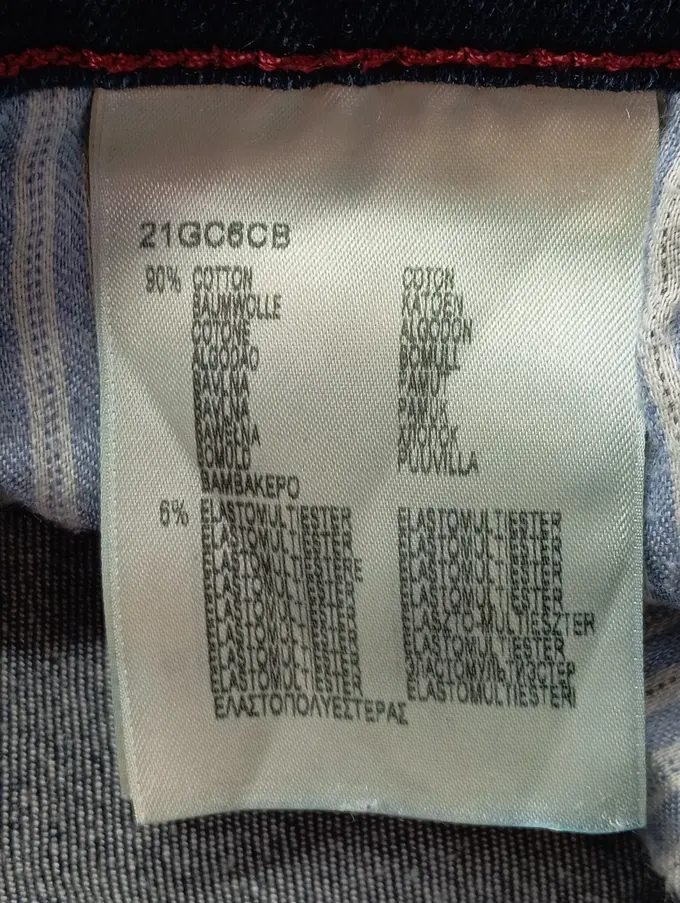 21GC6CB
90% COTTON COTON
BAUMWOLLE KATOEN
COTONE ALGODON
ALGODAO BOMULL
BAVLNA PAMUT
BAVLNA PAMUK
BAWELNA ХЛОПОК
BOMULD PUUVILLA
ΒΑΜΒΑΚΕΡΟ
6% ELASTOMULTIESTER ELASTOMULTIESTER
ELASTOMULTIESTER ELASTOMULTIESTER
ELASTOMULTIESTERE ELASTOMULTIESTER
ELASTOMULTIESTER ELASTOMULTIESTER
ELASTOMULTIESTER ELASTOMULTIESTER
ELASTOMULTIESTER ELASZTO-MULTIESZTER
ELASTOMULTIESTER ELASTOMULTIESTER
ELASTOMULTIESTER ЭЛАСТОМУЛЬТИЭСТЕР
ELASTOMULTIESTER ELASTOMULTIESTERI
ΕΛΑΣΤΟΠΟΛΥΕΣΤΕΡΑΣ